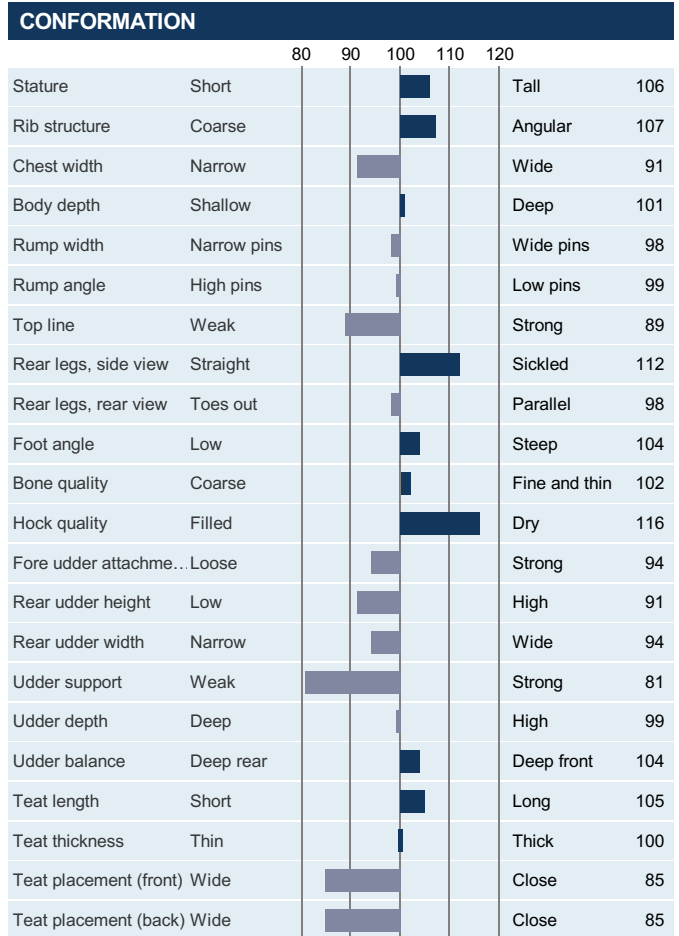 CONFORMATION
80 90 100 110 120
Stature Short Tall 106
Rib structure Coarse Angular 107
Chest width Narrow Wide 91
Body depth Shallow Deep 101
Rump width Narrow pins Wide pins 98
Rump angle High pins Low pins 99
Top line Weak Strong 89
Rear legs, side view Straight Sickled 112
Rear legs, rear view Toes out Parallel 98
Foot angle Low Steep 104
Bone quality Coarse Fine and thin 102
Hock quality Filled Dry 116
Fore udder attachme... Loose Strong 94
Rear udder height Low High 91
Rear udder width Narrow Wide 94
Udder support Weak Strong 81
Udder depth Deep High 99
Udder balance Deep rear Deep front 104
Teat length Short Long 105
Teat thickness Thin Thick 100
Teat placement (front) Wide Close 85
Teat placement (back) Wide Close 85